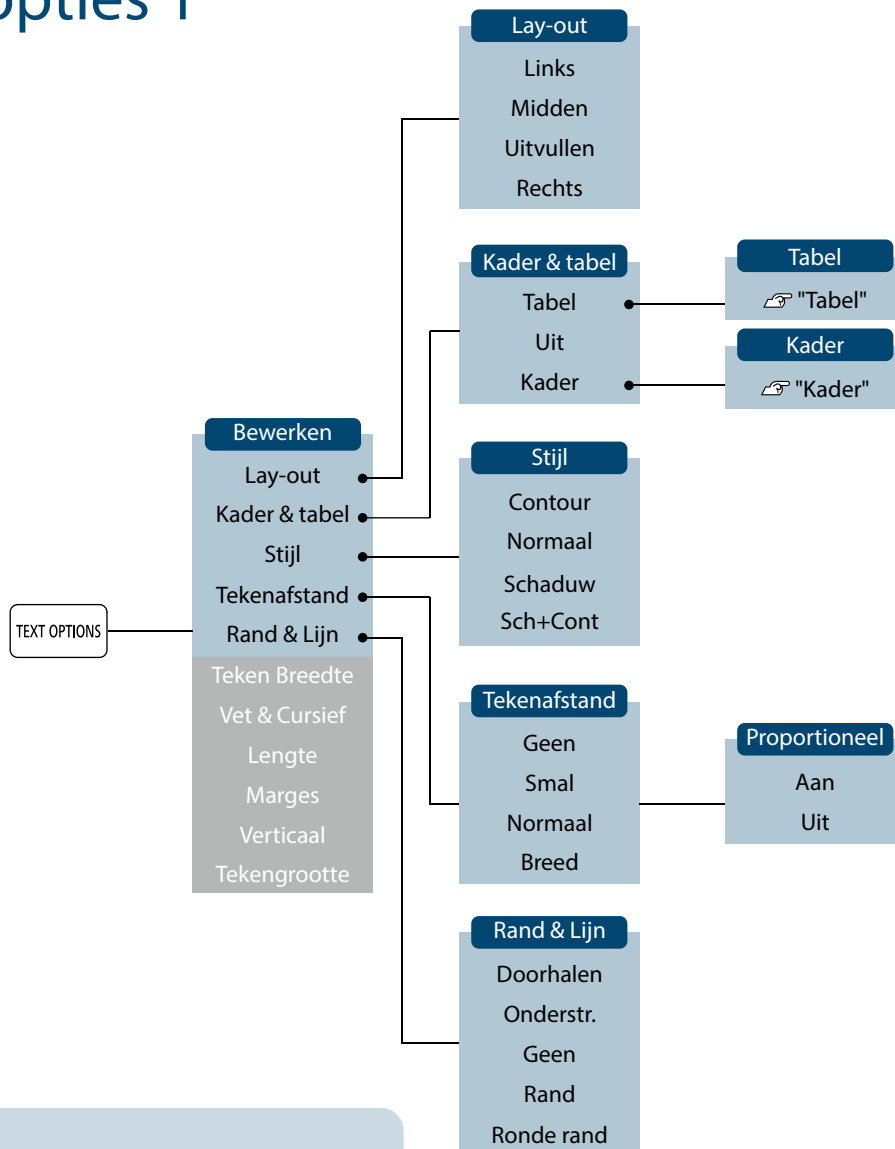 opties 1
TEXT OPTIONS
Bewerken
Lay-out
Kader & tabel
Stijl
Tekenafstand
Rand & Lijn
Teken Breedte
Vet & Cursief
Lengte
Marges
Verticaal
Tekengrootte
Lay-out
Links
Midden
Uitvullen
Rechts
Kader & tabel
Tabel
Uit
Kader
Tabel
"Tabel"
Kader
"Kader"
Stijl
Contour
Normaal
Schaduw
Sch+Cont
Tekenafstand
Geen
Smal
Normaal
Breed
Proportioneel
Aan
Uit
Rand & Lijn
Doorhalen
Onderstr.
Geen
Rand
Ronde rand